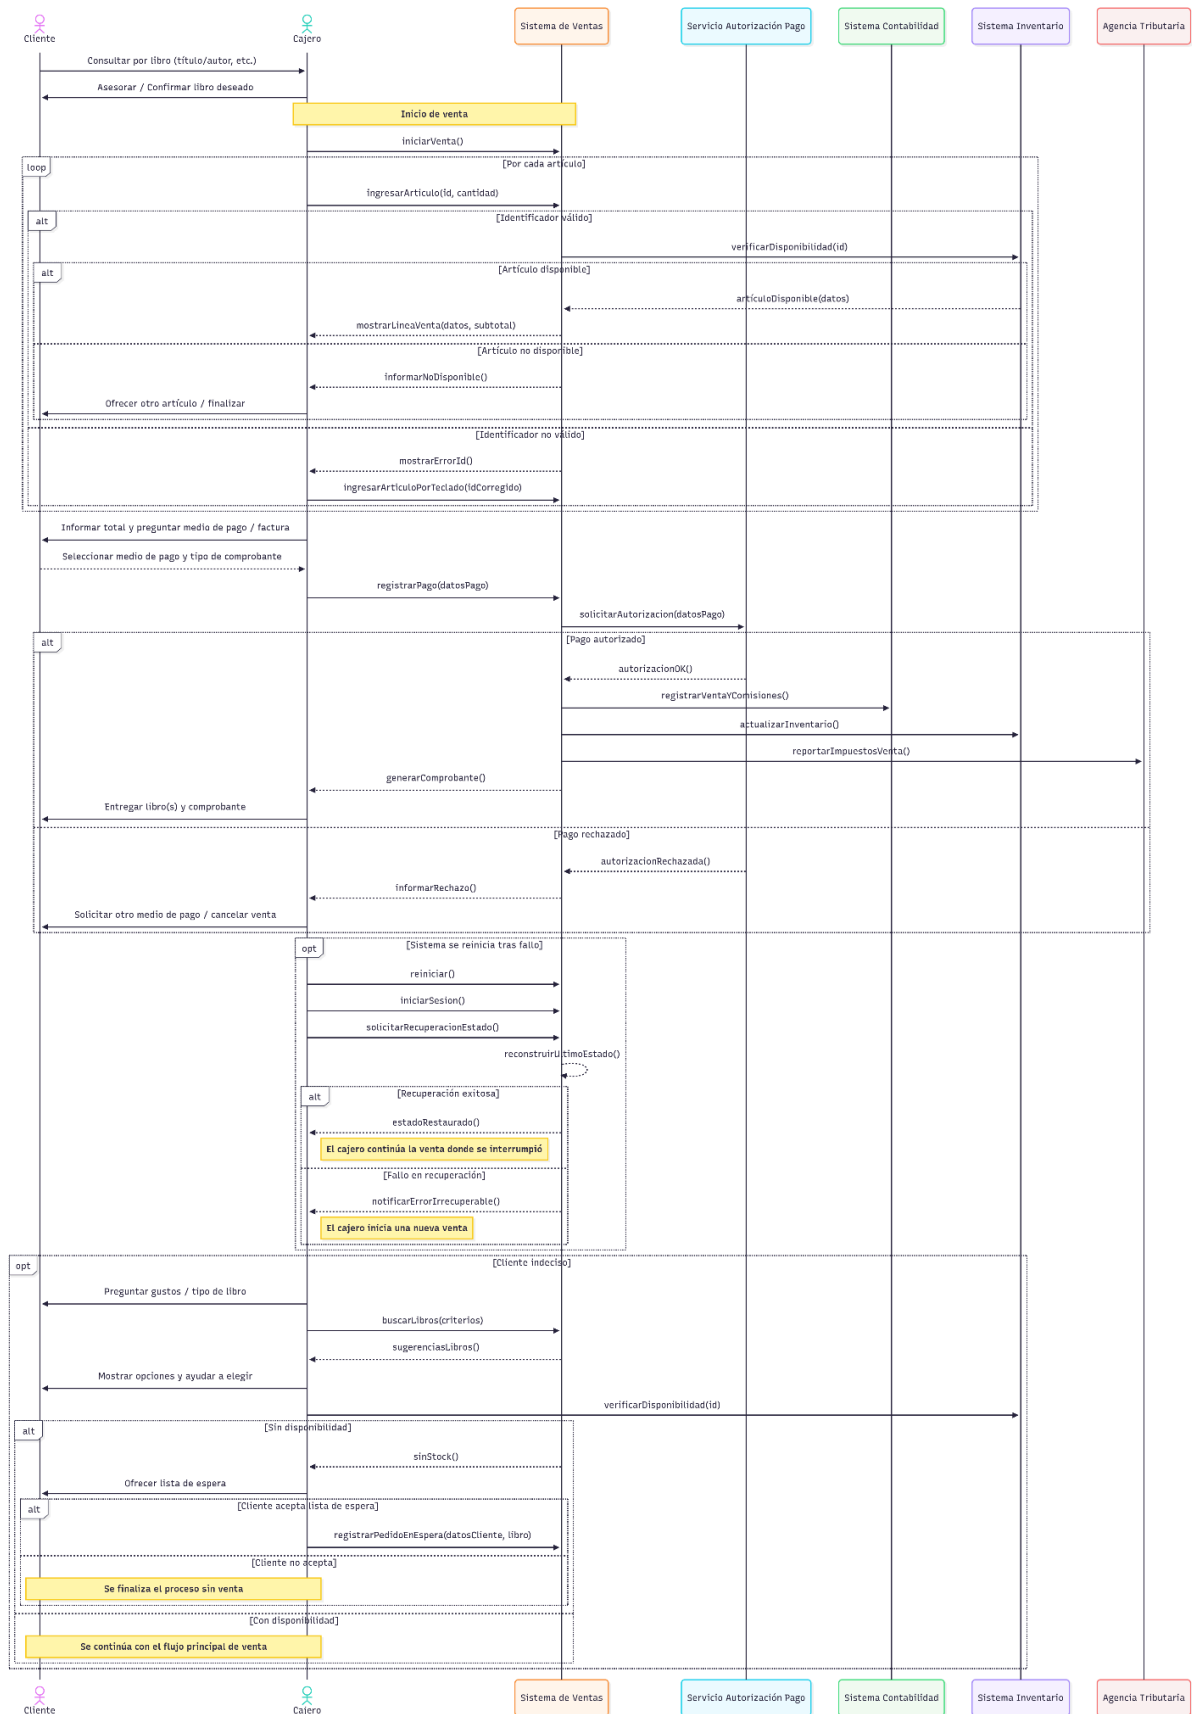 Cliente
Cajero
Sistema de Ventas
Servicio Autorización Pago
Sistema Contabilidad
Sistema Inventario
Agencia Tributaria
Consultar por libro (título/autor, etc.)
Asesorar / Confirmar libro deseado
Inicio de venta
iniciarVenta()
loop
[Por cada artículo]
ingresarArticulo(id, cantidad)
alt
[Identificador válido]
verificarDisponibilidad(id)
alt
[Artículo disponible]
artículoDisponible(datos)
mostrarLineaVenta(datos, subtotal)
[Artículo no disponible]
informarNoDisponible()
Ofrecer otro artículo / finalizar
[Identificador no válido]
mostrarErrorId()
ingresarArticuloPorTeclado(idCorregido)
Informar total y preguntar medio de pago / factura
Seleccionar medio de pago y tipo de comprobante
registrarPago(datosPago)
solicitarAutorizacion(datosPago)
alt
[Pago autorizado]
autorizacionOK()
registrarVentaYComisiones()
actualizarInventario()
reportarImpuestosVenta()
generarComprobante()
Entregar libro(s) y comprobante
[Pago rechazado]
autorizacionRechazada()
informarRechazo()
Solicitar otro medio de pago / cancelar venta
opt
[Sistema se reinicia tras fallo]
reiniciar()
iniciarSesion()
solicitarRecuperacionEstado()
reconstruirUltimoEstado()
alt
[Recuperación exitosa]
estadoRestaurado()
El cajero continúa la venta donde se interrumpió
[Fallo en recuperación]
notificarErrorIrrecuperable()
El cajero inicia una nueva venta
opt
[Cliente indeciso]
Preguntar gustos / tipo de libro
buscarLibros(criterios)
sugerenciasLibros()
Mostrar opciones y ayudar a elegir
verificarDisponibilidad(id)
alt
[Sin disponibilidad]
sinStock()
Ofrecer lista de espera
alt
[Cliente acepta lista de espera]
registrarPedidoEnEspera(datosCliente, libro)
[Cliente no acepta]
Se finaliza el proceso sin venta
[Con disponibilidad]
Se continúa con el flujo principal de venta
Cliente
Cajero
Sistema de Ventas
Servicio Autorización Pago
Sistema Contabilidad
Sistema Inventario
Agencia Tributaria